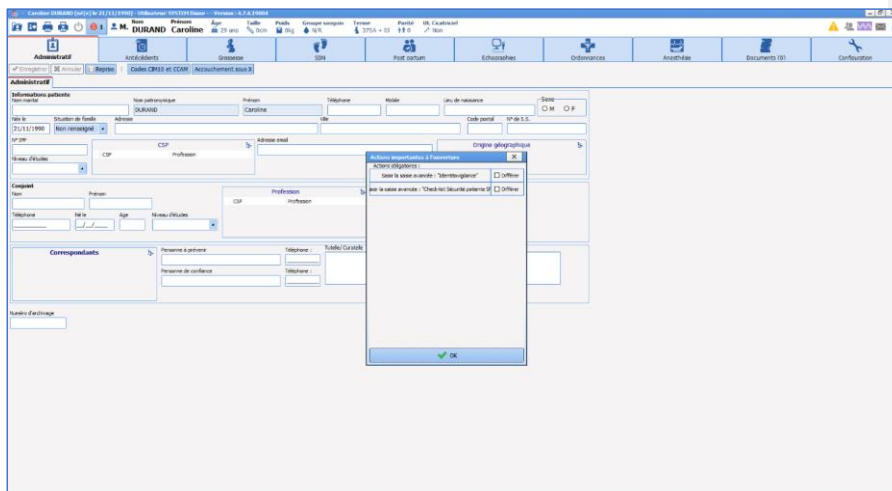 Caroline DURAND (né(e) le 21/11/1990) - Utilisateur SYSTEM Diane - Version : 4.7.6.19004
1 M. Nom DURAND Prénom Caroline Âge 29 ans Taille 0cm Poids 0kg Groupe sanguin N/R Terme 37SA + 03 Parité 0 Ut. Cicatriciel Non
Administratif Antécédents Grossesse SDN Post partum Echographies Ordonnances Anesthésie Documents (0) Configuration
Enregistrer Annuler Reprise Codes CIM10 et CCAM Accouchement sous X
Administratif
Informations patiente
Nom marital Nom patronymique Prénom Téléphone Mobile Lieu de naissance Sexe
DURAND Caroline M F
Née le Situation de famille Adresse Ville Code postal N° de S.S.
21/11/1990 Non renseigné
N° IPP CSP Adresse email Origine géographique
CSP Profession
Niveau d'études
Actions importantes à l'ouverture
Actions obligatoires :
Saisir la saisie avancée : "Identitovigilance" Différer
la saisie avancée : "Check-list Sécurité patiente Différer
OK
Conjoint
Nom Prénom Profession
CSP Profession
Téléphone Né le Age Niveau d'études
Correspondants
Personne à prévenir Téléphone : Tutelle/Curatelle
Personne de confiance Téléphone :
Numéro d'archivage